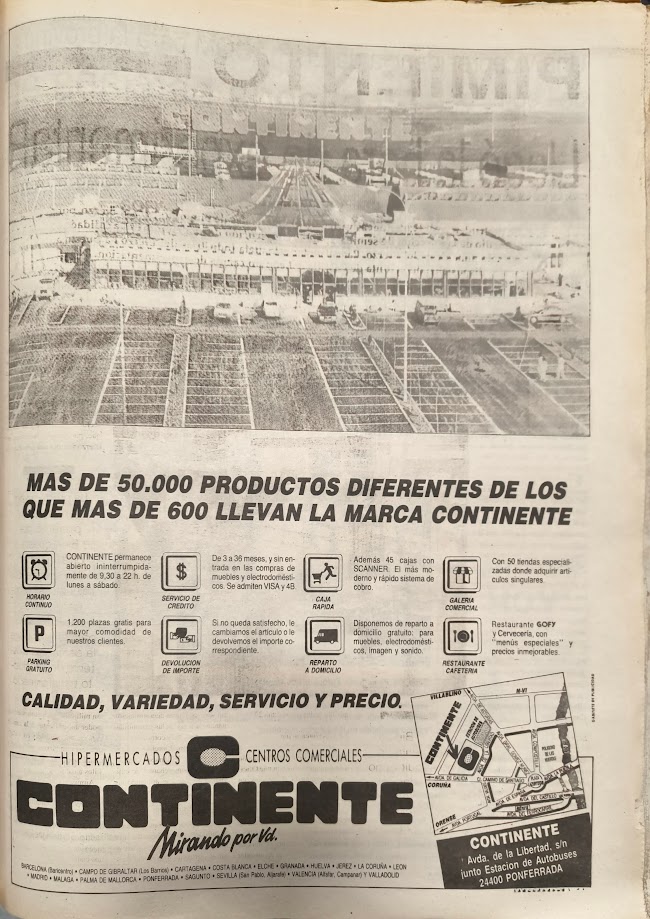 MAS DE 50.000 PRODUCTOS DIFERENTES DE LOS
QUE MAS DE 600 LLEVAN LA MARCA CONTINENTE
HORARIO
CONTINUO
CONTINENTE permanece
abierto ininterrumpida-
mente de 9,30 a 22 h. de
lunes a sábado.
$
SERVICIO DE
CREDITO
De 3 a 36 meses, y sin en-
trada en las compras de
muebles y electrodomés-
ticos. Se admiten VISA y 4B.
CAJA
RAPIDA
Además 45 cajas con
SCANNER. El más moder-
no y rápido sistema de
cobro.
GALERIA
COMERCIAL
Con 50 tiendas especiali-
zadas donde adquirir artí-
culos singulares.
P
PARKING
GRATUITO
1.200 plazas gratis para
mayor comodidad de
nuestros clientes.
DEVOLUCION
DE IMPORTE
Si no queda satisfecho, le
cambiamos el artículo o le
devolvemos el importe co-
rrespondiente.
REPARTO
A DOMICILIO
Disponemos de reparto a
domicilio gratuito: para
muebles, electrodomésti-
cos, imagen y sonido.
RESTAURANTE
CAFETERIA
Restaurante GOFY
y Cervecería, con
"menús especiales" y
precios inmejorables.
CALIDAD, VARIEDAD, SERVICIO Y PRECIO.
HIPERMERCADOS C CENTROS COMERCIALES
CONTINENTE
Mirando por Vd.
BARCELONA (Baricentro) • CAMPO DE GIBRALTAR (Los Barrios) • CARTAGENA • COSTA BLANCA • ELCHE • GRANADA • HUELVA • JEREZ • LA CORUÑA • LEON
• MADRID • MALAGA • PALMA DE MALLORCA • PONFERRADA • SAGUNTO • SEVILLA (San Pablo, Aljarafe) • VALENCIA (Alfafar, Campanar) Y VALLADOLID
VILLABLINO
N-VI
CONTINENTE
C
AVDA. DE GALICIA
CORUÑA
ORENSE
CONTINENTE
Avda. de la Libertad, s/n
junto Estacion de Autobuses
24400 PONFERRADA